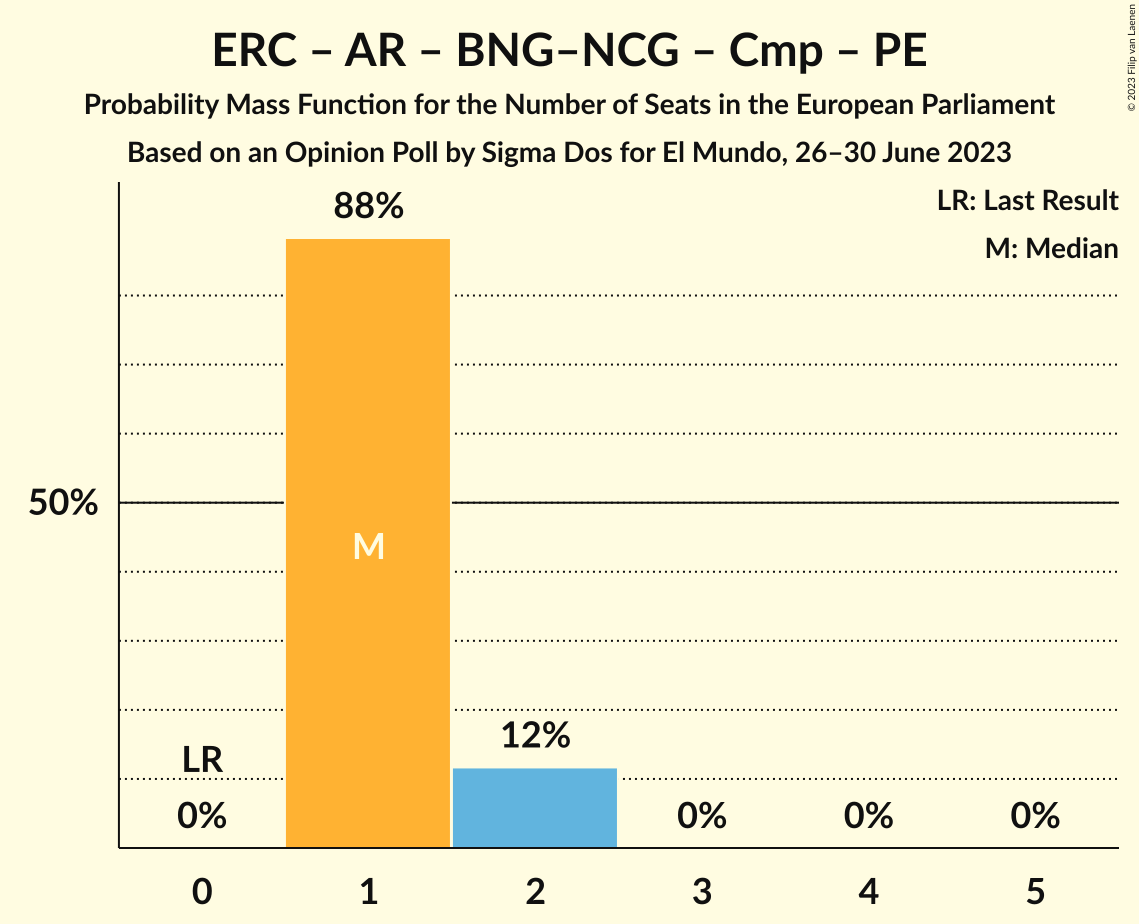 ERC – AR – BNG–NCG – Cmp – PE
Probability Mass Function for the Number of Seats in the European Parliament
Based on an Opinion Poll by Sigma Dos for El Mundo, 26–30 June 2023
© 2023 Filip van Laenen
LR: Last Result
M: Median
88%
50%
M
12%
LR
0%
0%
0%
0%
0
1
2
3
4
5